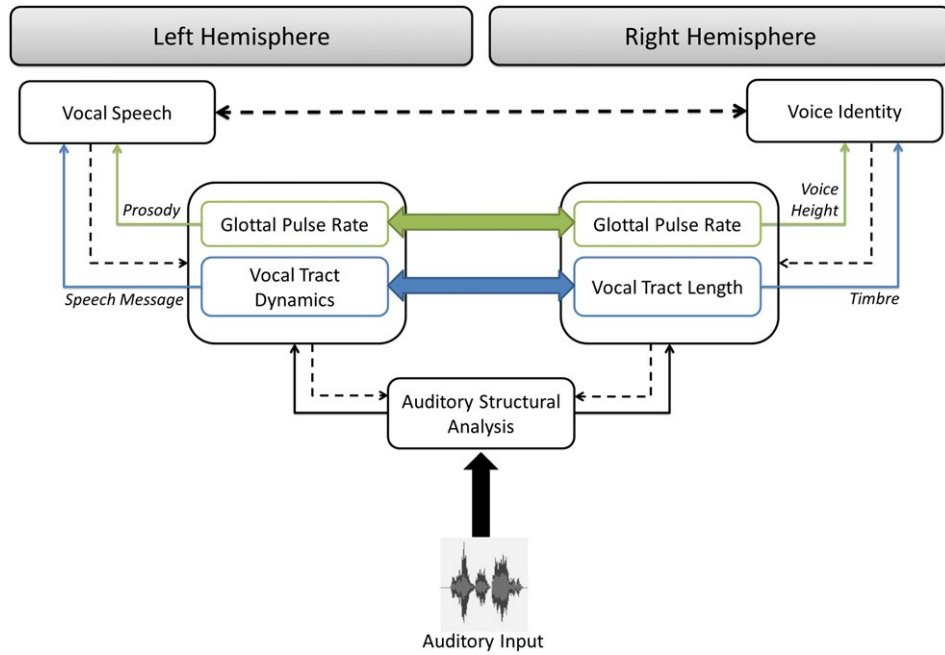 Left Hemisphere
Right Hemisphere
Vocal Speech
Voice Identity
Prosody
Glottal Pulse Rate
Glottal Pulse Rate
Voice
Height
Speech Message
Vocal Tract
Dynamics
Vocal Tract Length
Timbre
Auditory Structural
Analysis
Auditory Input